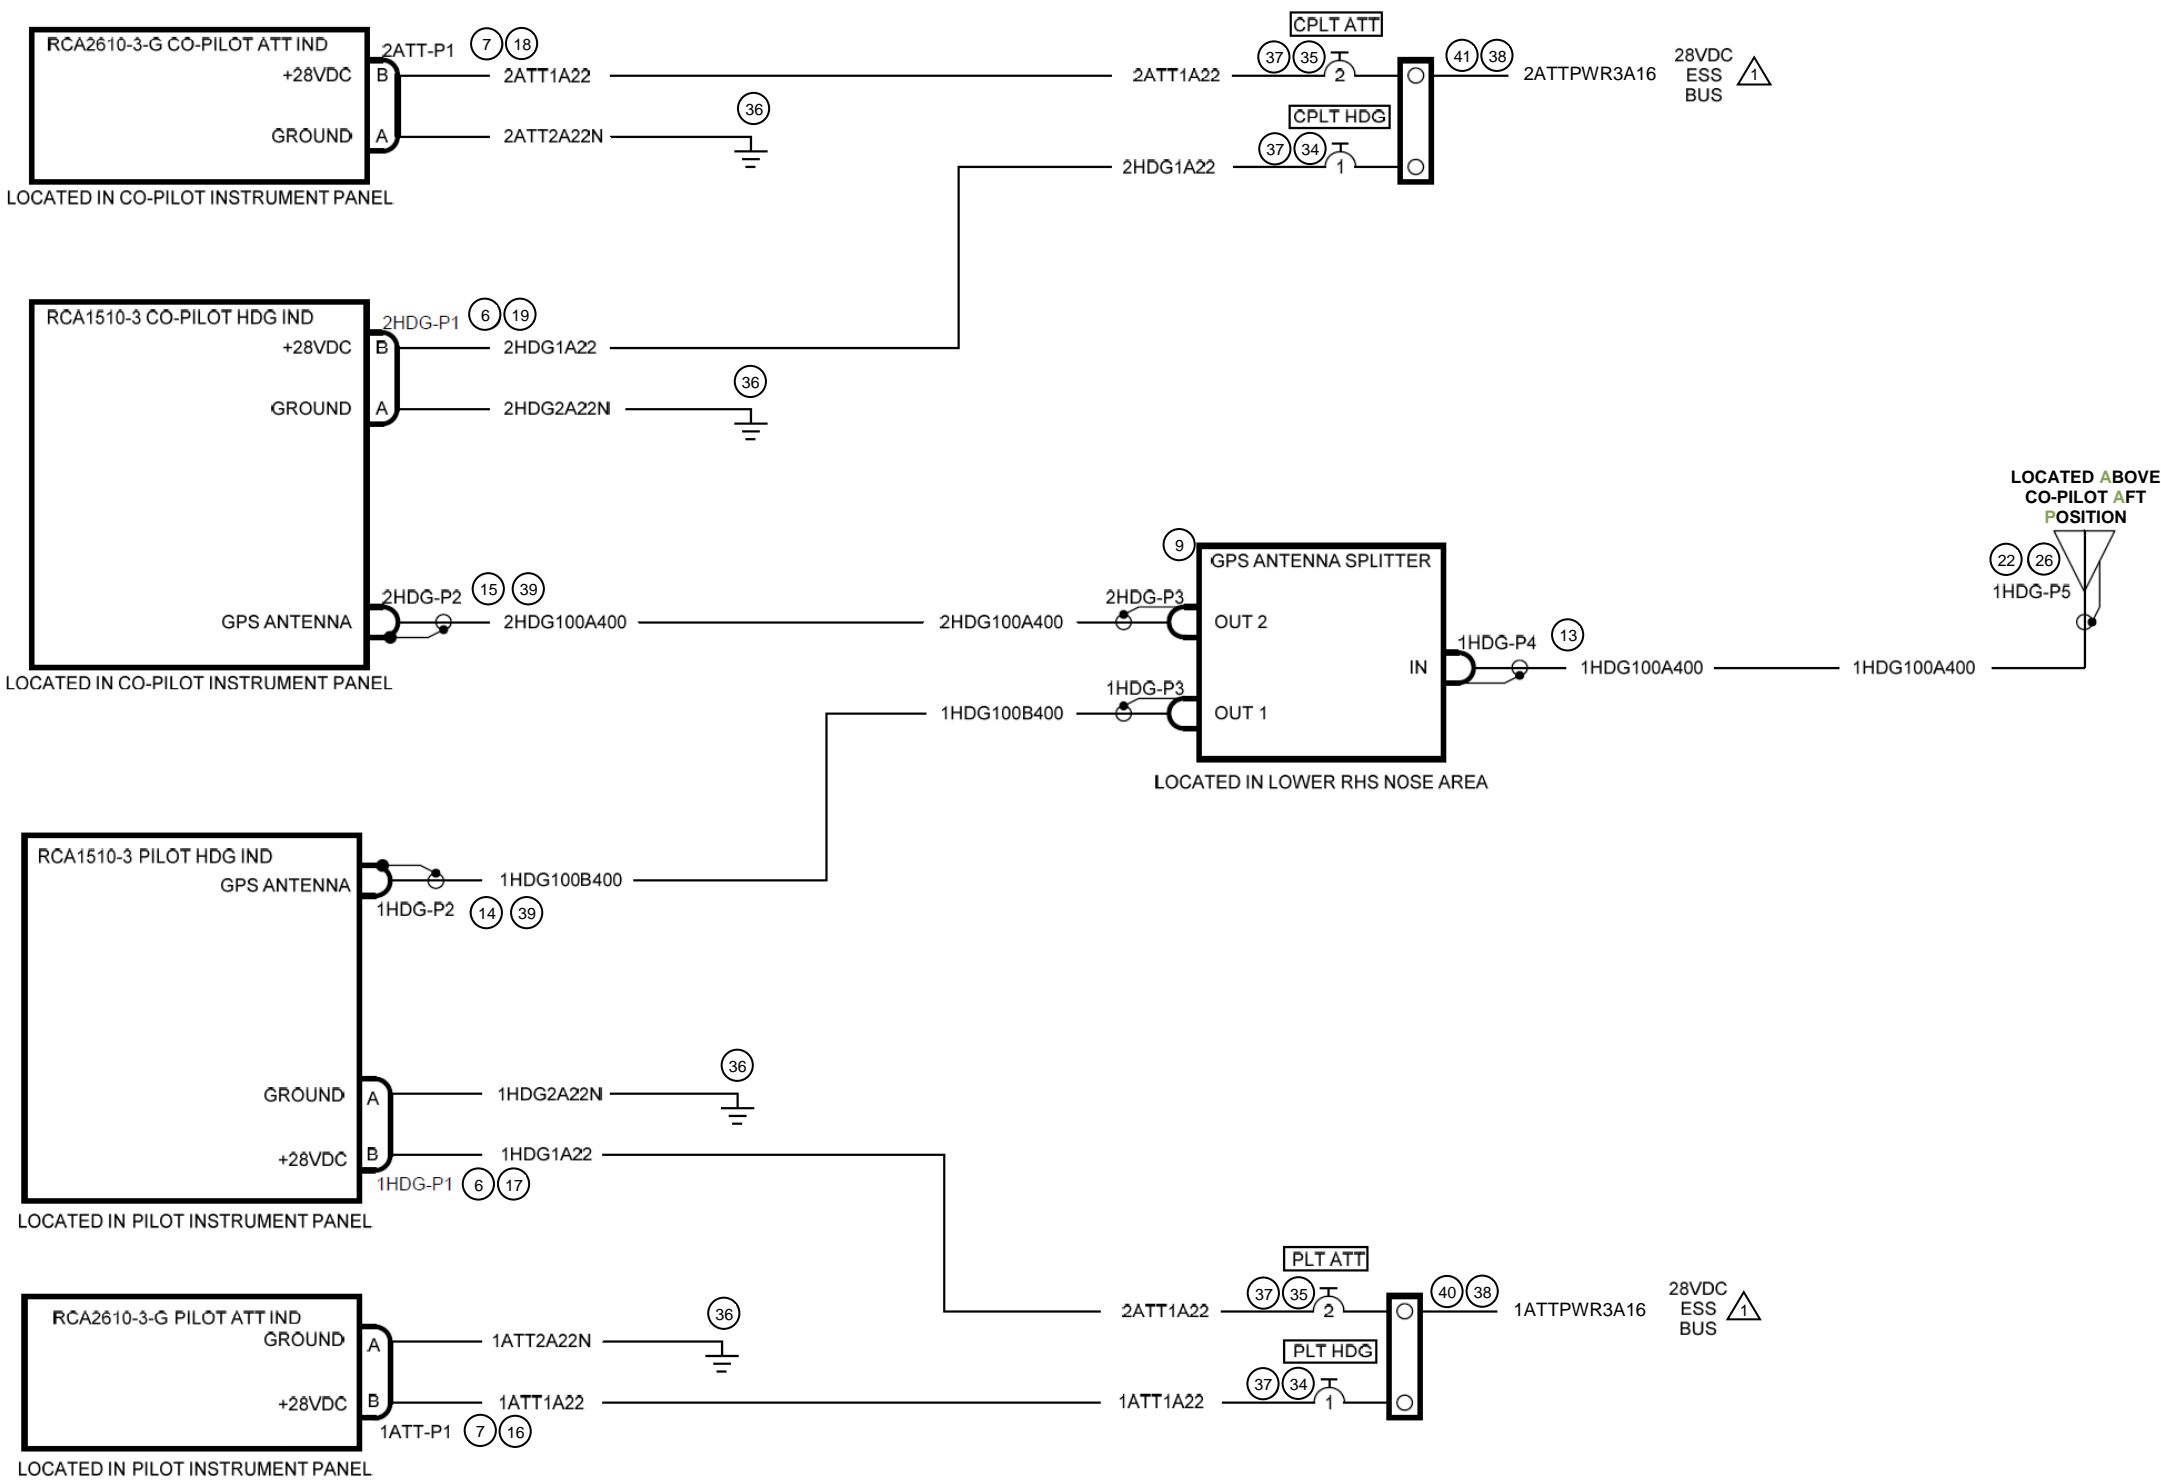 CPLT ATT
RCA2610-3-G CO-PILOT ATT IND
2ATT-P1
7 18
37 35
2
41 38
28VDC
ESS
BUS
1
+28VDC
B
2ATT1A22
2ATT1A22
2ATTPWR3A16
36
CPLT HDG
GROUND
A
2ATT2A22N
37 34
1
2HDG1A22
LOCATED IN CO-PILOT INSTRUMENT PANEL
RCA1510-3 CO-PILOT HDG IND
2HDG-P1
6 19
+28VDC
B
2HDG1A22
36
GROUND
A
2HDG2A22N
LOCATED ABOVE
CO-PILOT AFT
POSITION
9
GPS ANTENNA SPLITTER
22 26
1HDG-P5
2HDG-P2
15 39
2HDG-P3
GPS ANTENNA
2HDG100A400
2HDG100A400
OUT 2
1HDG-P4
13
IN
1HDG100A400
1HDG100A400
LOCATED IN CO-PILOT INSTRUMENT PANEL
1HDG-P3
1HDG100B400
OUT 1
LOCATED IN LOWER RHS NOSE AREA
RCA1510-3 PILOT HDG IND
GPS ANTENNA
1HDG100B400
1HDG-P2
14 39
36
GROUND
A
1HDG2A22N
+28VDC
B
1HDG1A22
1HDG-P1
6 17
LOCATED IN PILOT INSTRUMENT PANEL
PLT ATT
37 35
2
40 38
28VDC
ESS
BUS
1
2ATT1A22
1ATTPWR3A16
RCA2610-3-G PILOT ATT IND
36
GROUND
A
1ATT2A22N
PLT HDG
37 34
1
+28VDC
B
1ATT1A22
1ATT1A22
1ATT-P1
7 16
LOCATED IN PILOT INSTRUMENT PANEL